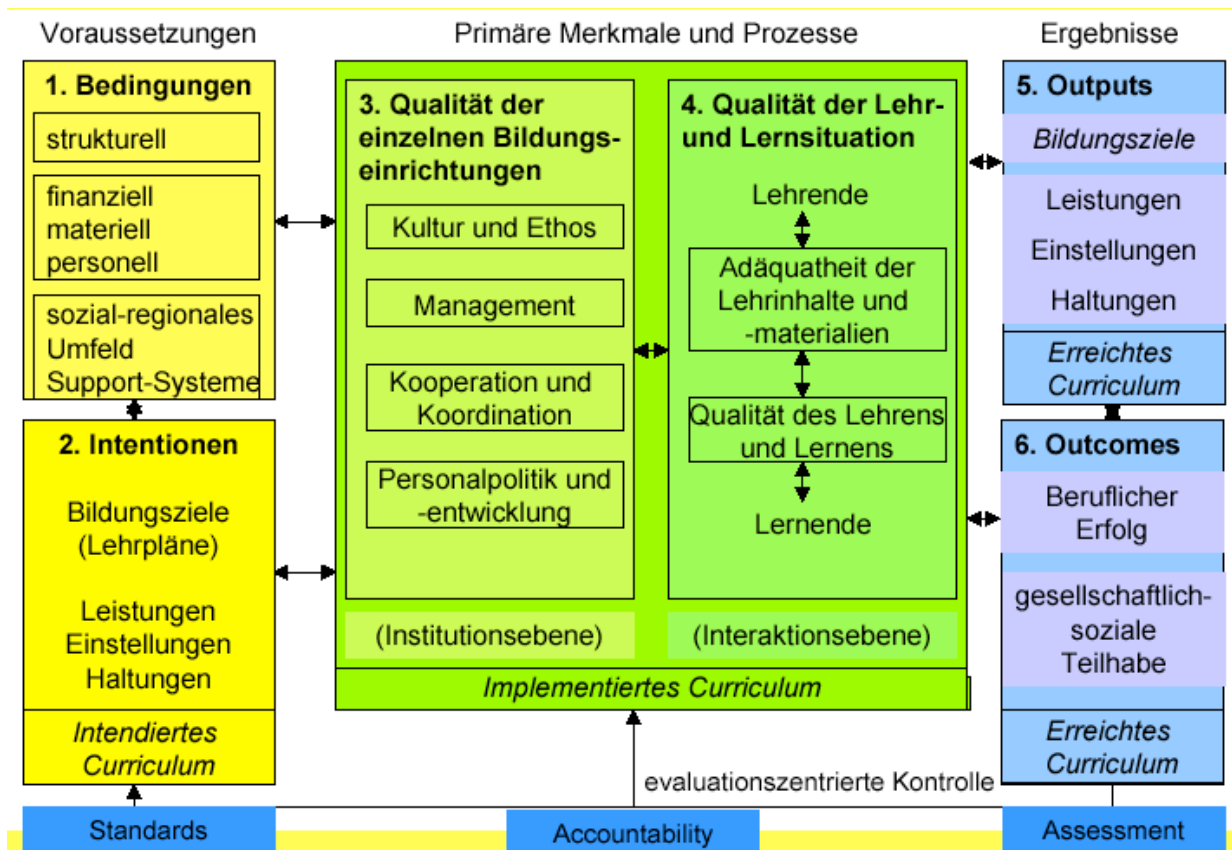 Voraussetzungen
Primäre Merkmale und Prozesse
Ergebnisse
1. Bedingungen
strukturell
finanziell
materiell
personell
sozial-regionales
Umfeld
Support-Systeme
2. Intentionen
Bildungsziele
(Lehrpläne)
Leistungen
Einstellungen
Haltungen
Intendiertes
Curriculum
3. Qualität der
einzelnen Bildungs-
einrichtungen
Kultur und Ethos
Management
Kooperation und
Koordination
Personalpolitik und
-entwicklung
(Institutionsebene)
4. Qualität der Lehr-
und Lernsituation
Lehrende
Adäquatheit der
Lehrinhalte und
-materialien
Qualität des Lehrens
und Lernens
Lernende
(Interaktionsebene)
Implementiertes Curriculum
5. Outputs
Bildungsziele
Leistungen
Einstellungen
Haltungen
Erreichtes
Curriculum
6. Outcomes
Beruflicher
Erfolg
gesellschaftlich-
soziale
Teilhabe
Erreichtes
Curriculum
evaluationszentrierte Kontrolle
Standards
Accountability
Assessment